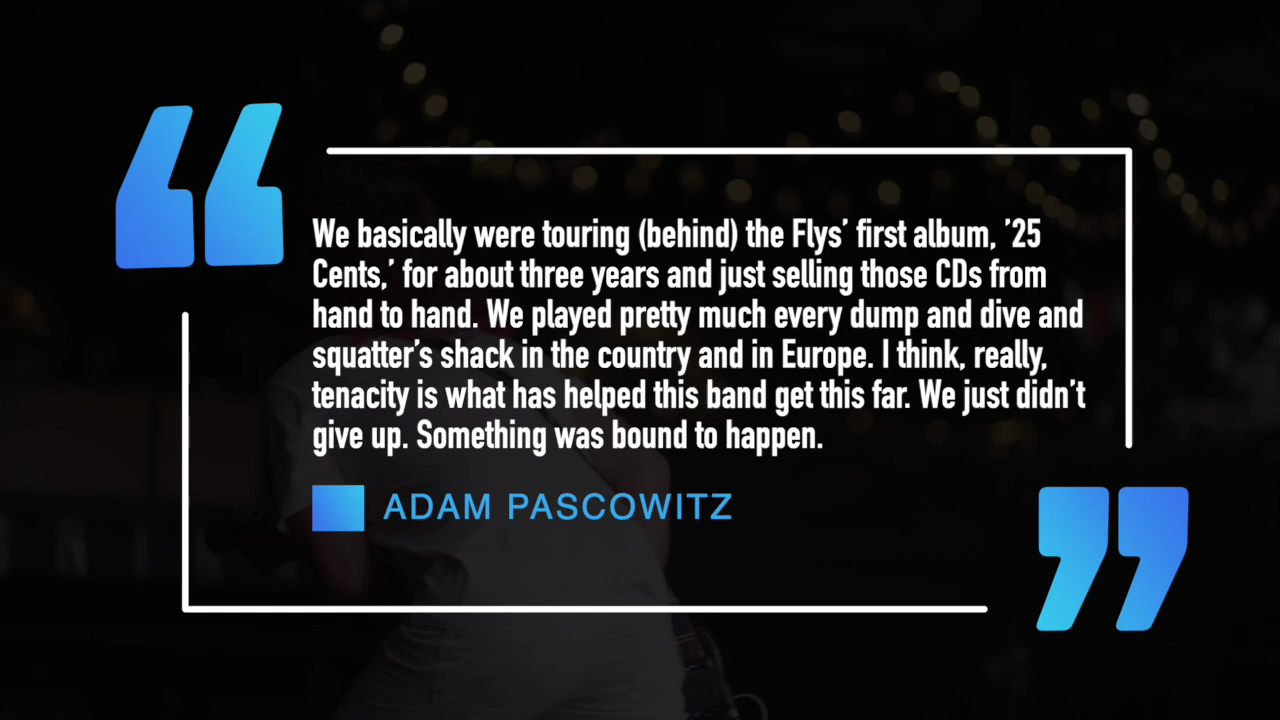 We basically were touring (behind) the Flys’ first album, ’25
Cents,’ for about three years and just selling those CDs from
hand to hand. We played pretty much every dump and dive and
squatter’s shack in the country and in Europe. I think, really,
tenacity is what has helped this band get this far. We just didn’t
give up. Something was bound to happen.
ADAM PASCOWITZ